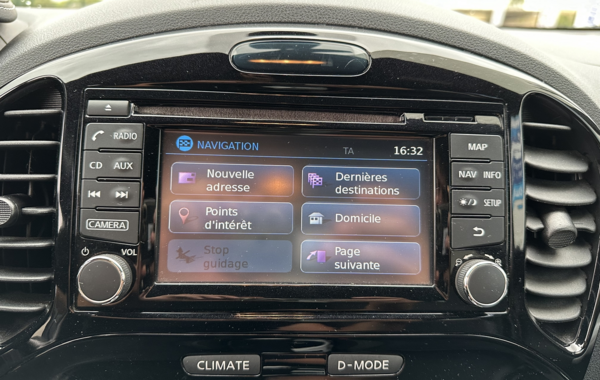 NAVIGATION TA 16:32
Nouvelle
adresse
Dernières
destinations
Points
d'intérêt
Domicile
Stop
guidage
Page
suivante
RADIO
CD AUX
CAMERA
VOL
MAP
NAV INFO
SETUP
CLIMATE
D-MODE